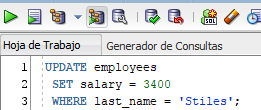 Hoja de Trabajo Generador de Consultas
1 UPDATE employees
2 SET salary = 3400
3 WHERE last_name = 'Stiles';